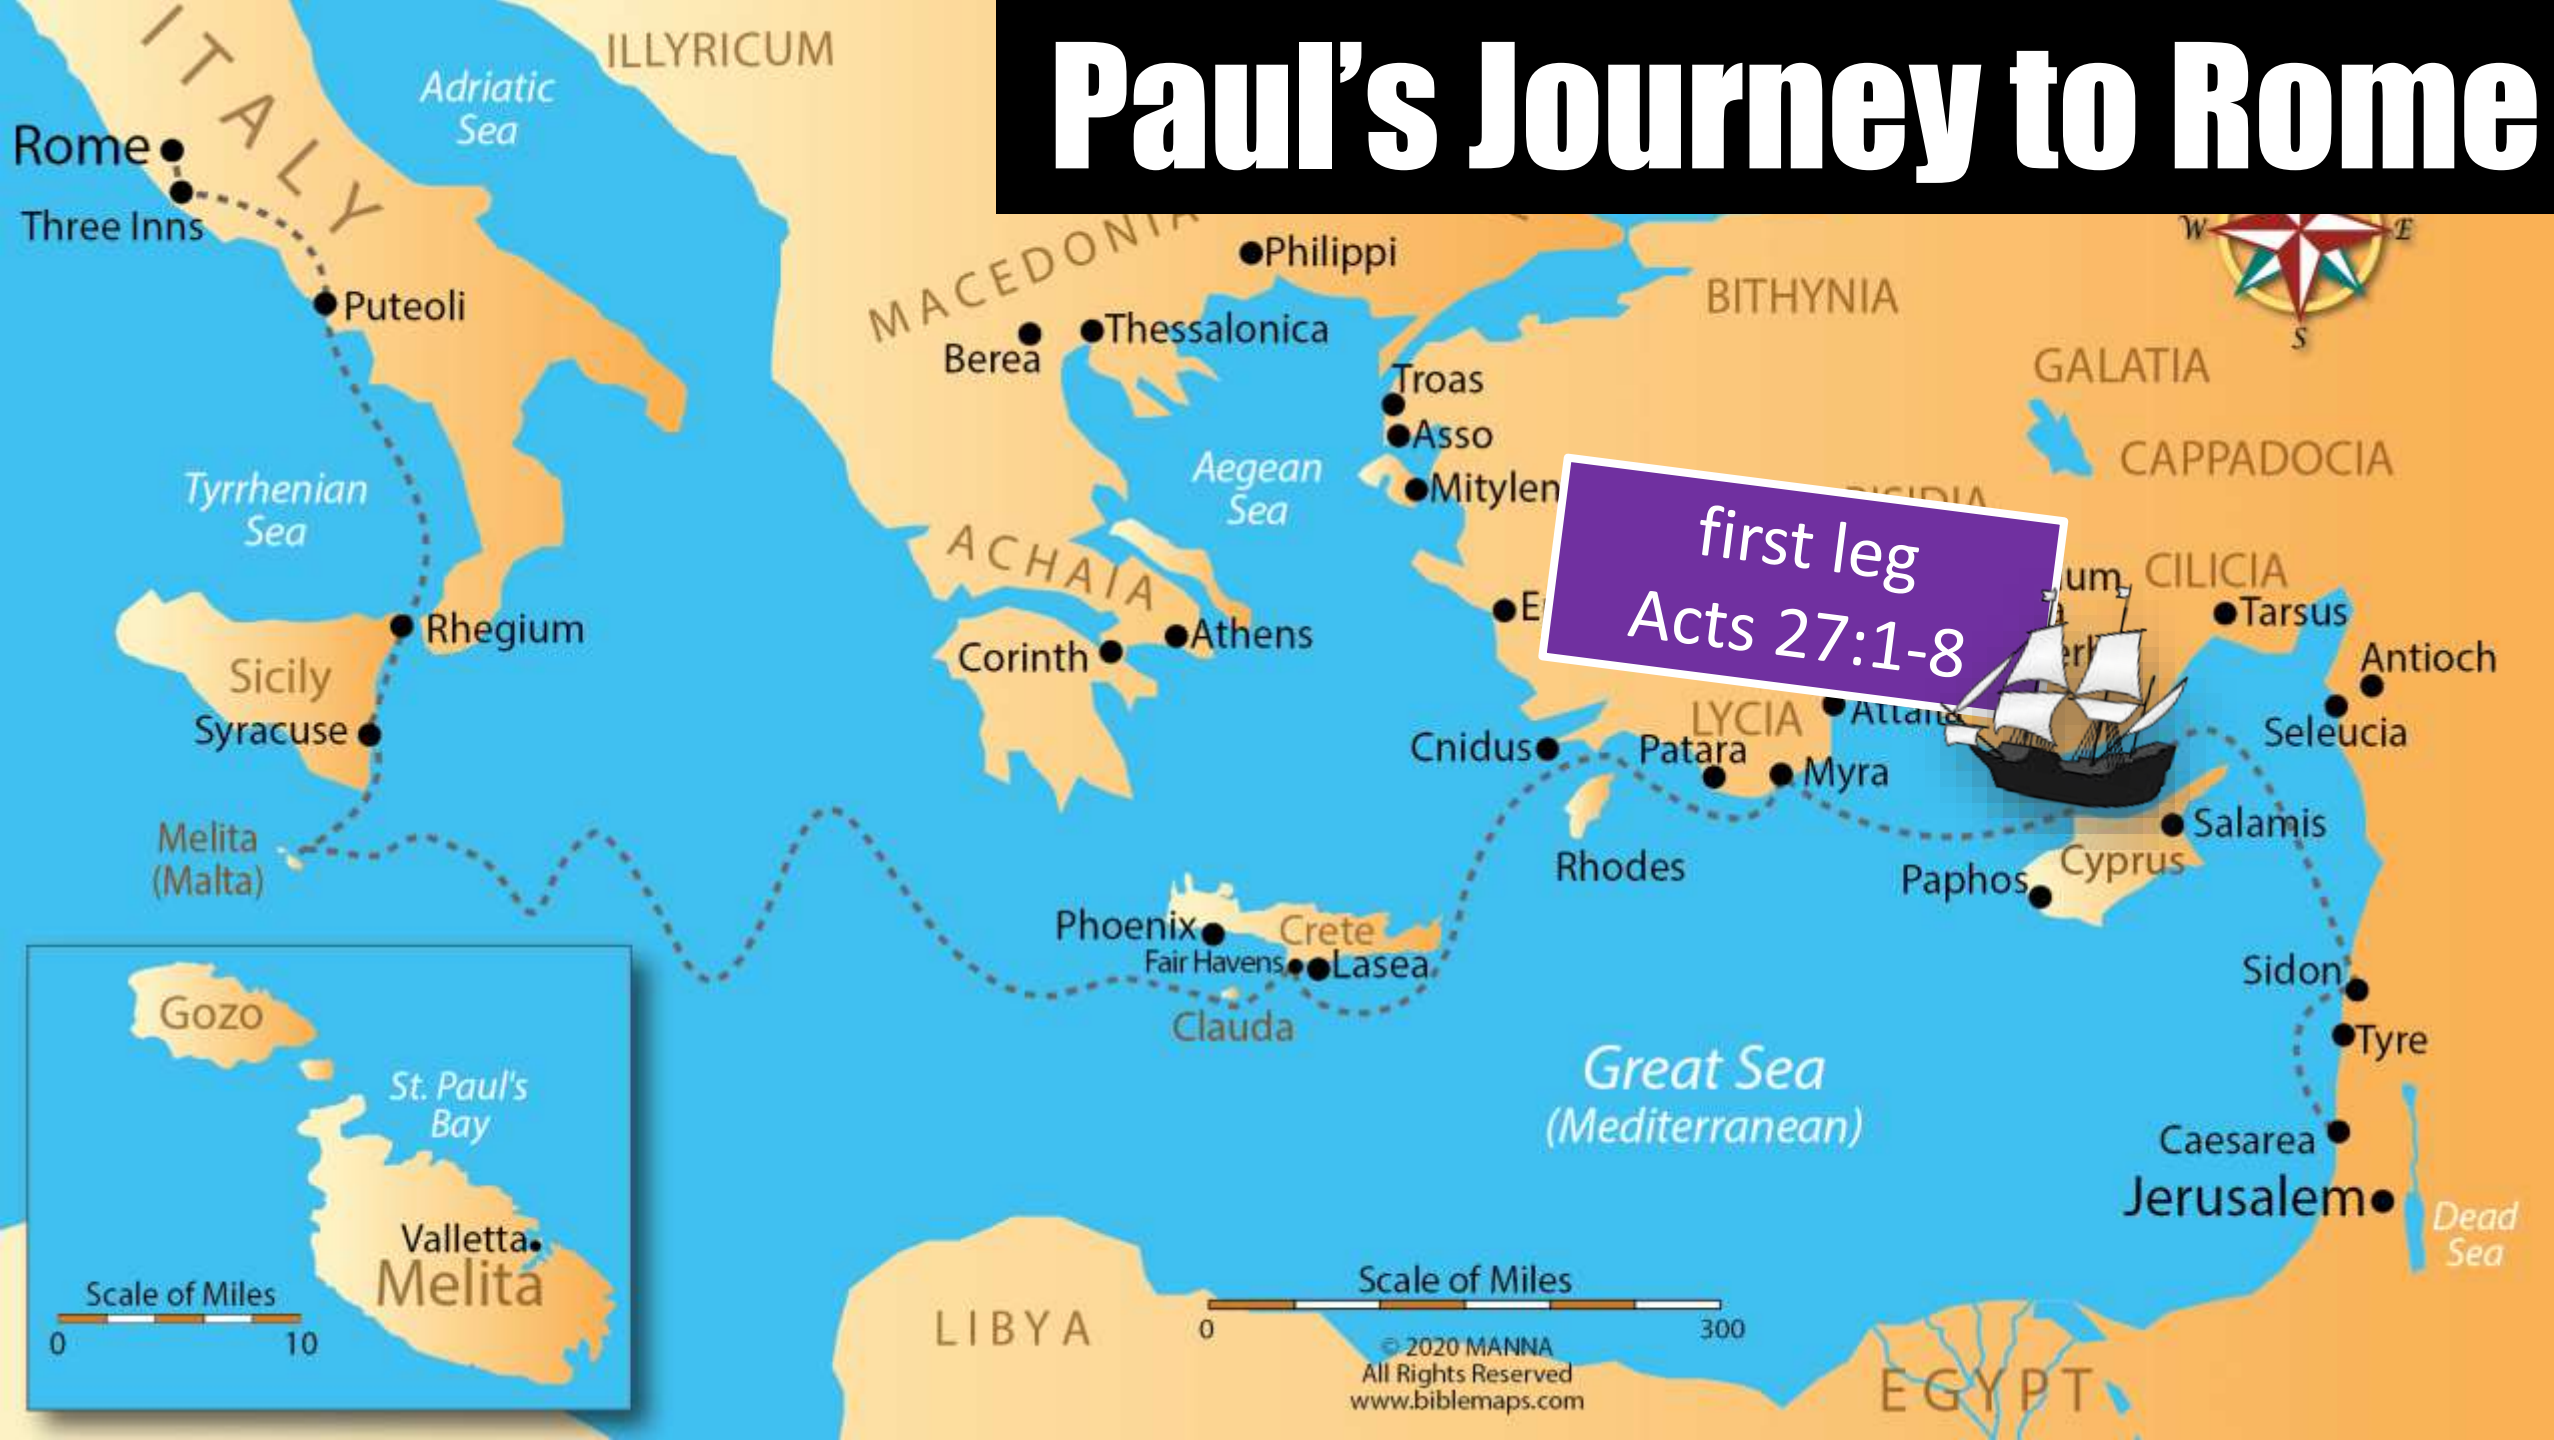 Paul's Journey to Rome
ITALY
Adriatic
Sea
ILLYRICUM
Rome
Three Inns
Puteoli
MACEDONIA
Philippi
Berea
Thessalonica
BITHYNIA
W
E
S
GALATIA
CAPPADOCIA
Troas
Asso
Mitylen
Aegean
Sea
Tyrrhenian
Sea
first leg
Acts 27:1-8
ACHAIA
CILICIA
Tarsus
Antioch
Seleucia
Rhegium
Sicily
Syracuse
Corinth
Athens
Cnidus
LYCIA
Patara
Myra
Rhodes
Salamis
Cyprus
Paphos
Melita
(Malta)
Phoenix
Crete
Fair Havens
Lasea
Clauda
Sidon
Tyre
Great Sea
(Mediterranean)
Caesarea
Jerusalem
Dead
Sea
Gozo
St. Paul's
Bay
Valletta
Melita
Scale of Miles
0 10
LIBYA
Scale of Miles
0 300
© 2020 MANNA
All Rights Reserved
www.biblemaps.com
EGYPT